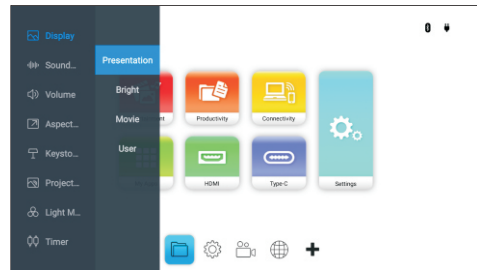 0
Display
Sound...
Volume
Aspect...
Keysto...
Project...
Light M...
Timer
Presentation
Bright
Movie
User
Productivity
Connectivity
HDMI
Type-C
Settings